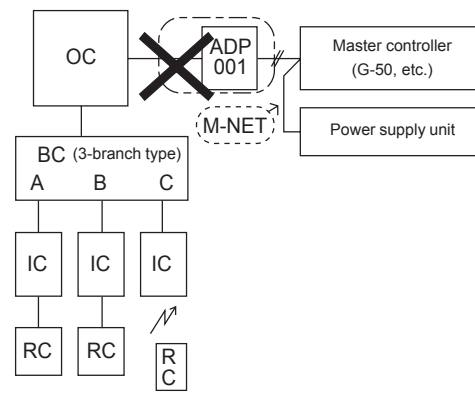 OC
ADP
001
Master controller
(G-50, etc.)
M-NET
Power supply unit
BC (3-branch type)
A B C
IC IC IC
RC RC R
C